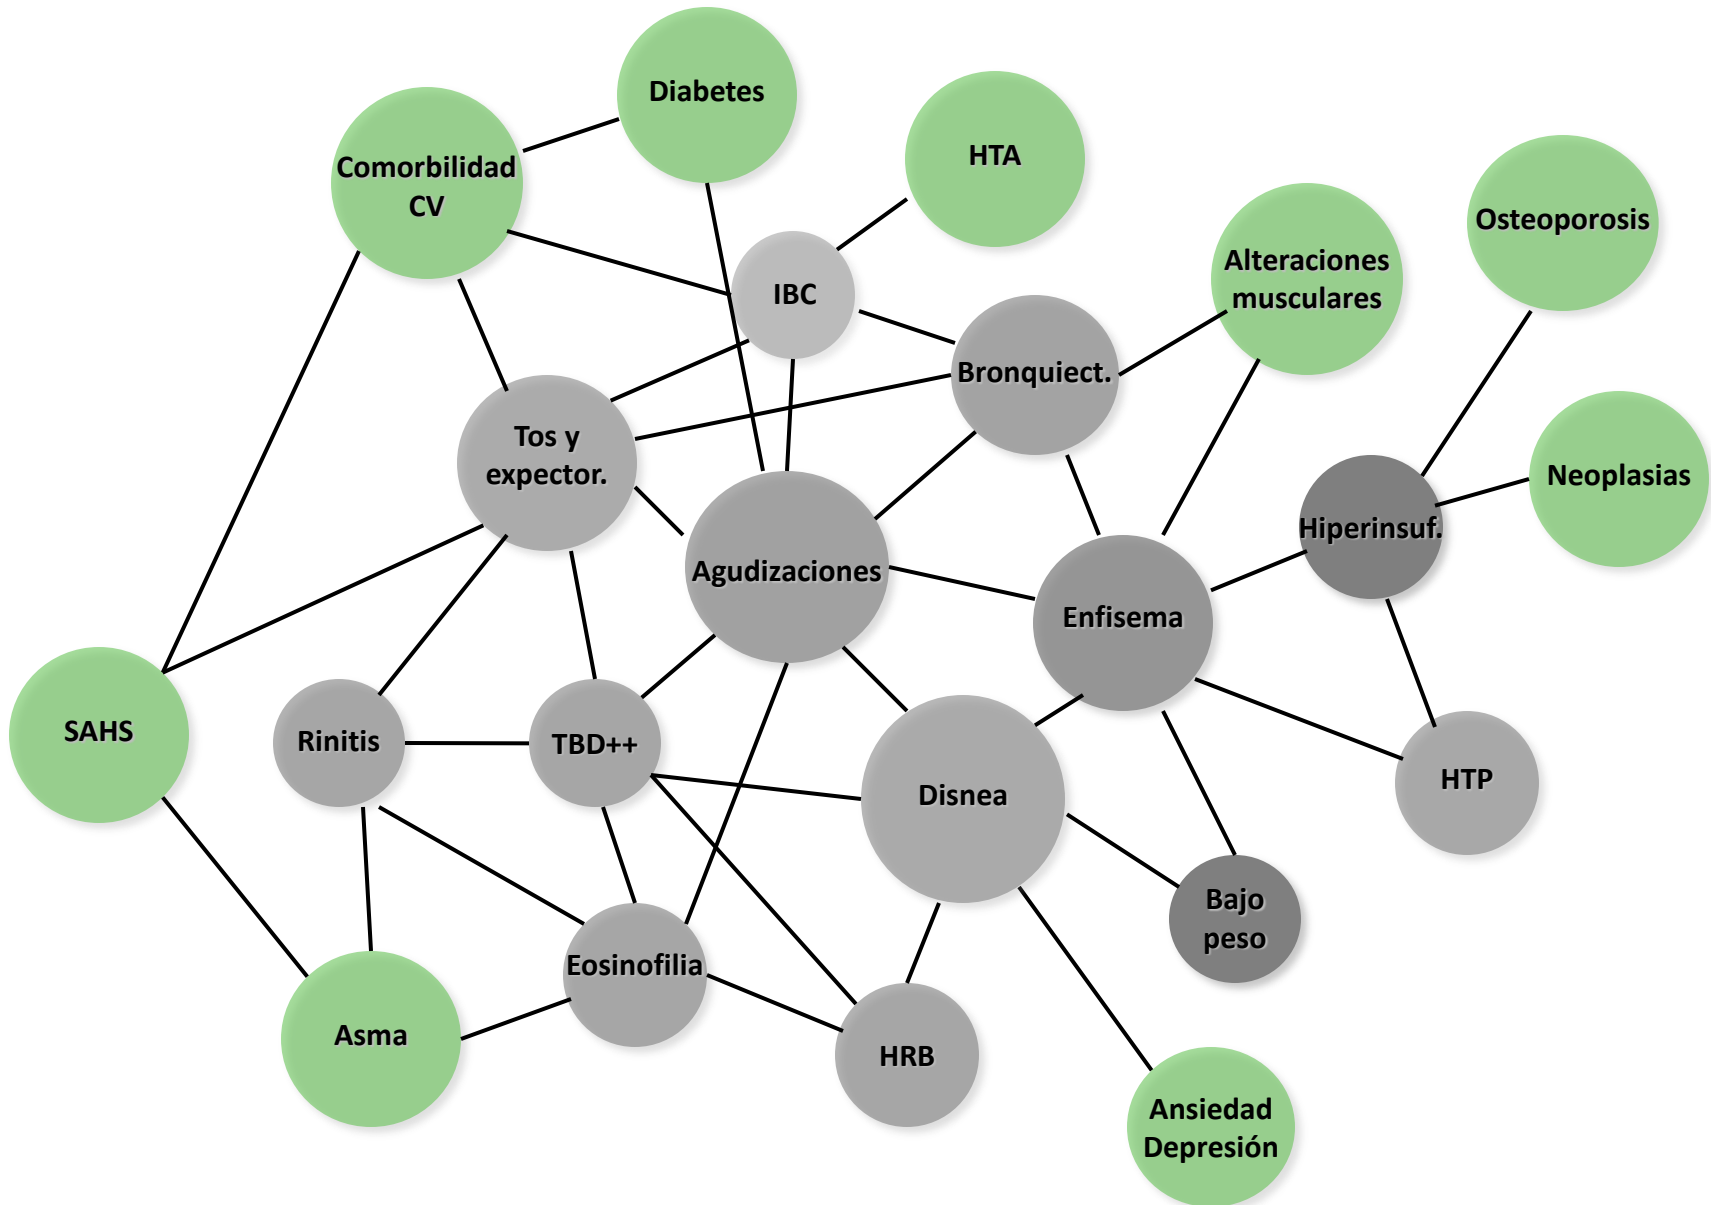 Diabetes
HTA
Comorbilidad
CV
Osteoporosis
Alteraciones
musculares
IBC
Bronquiect.
Tos y
expector.
Neoplasias
Hiperinsuf.
Agudizaciones
Enfisema
SAHS
Rinitis
TBD++
Disnea
HTP
Bajo
peso
Eosinofilia
Asma
HRB
Ansiedad
Depresión